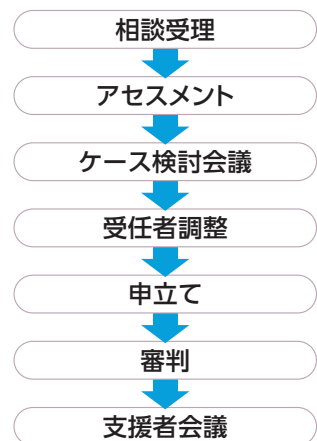 相談受理
アセスメント
ケース検討会議
受任者調整
申立て
審判
支援者会議